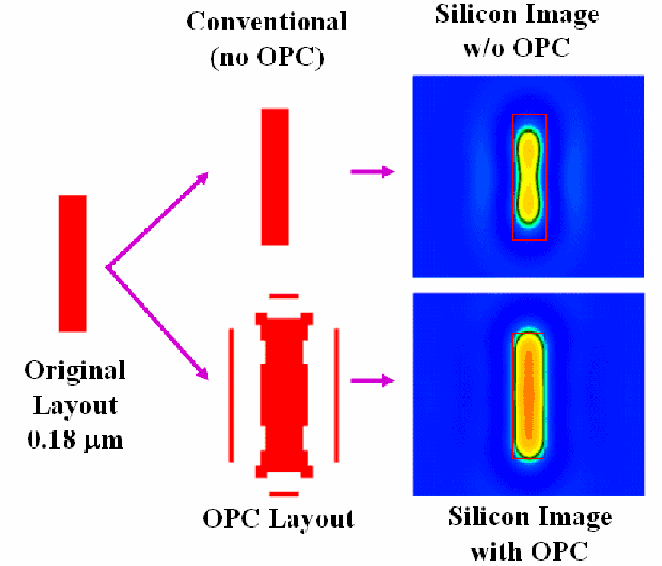 Conventional
(no OPC)
Silicon Image
w/o OPC
Original
Layout
0.18 μm
OPC Layout
Silicon Image
with OPC